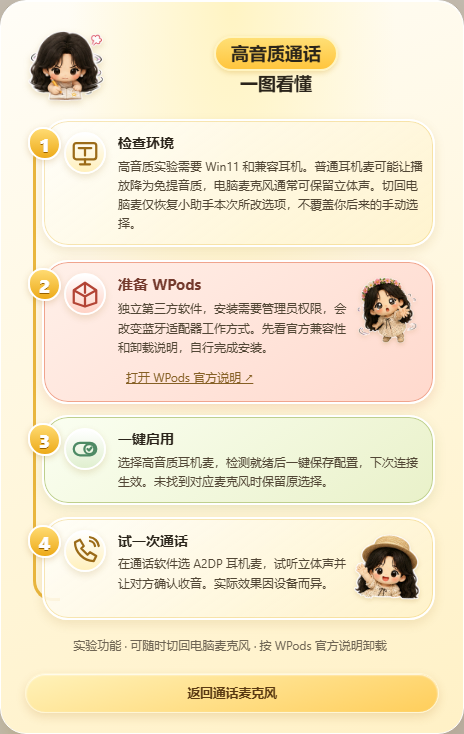 高音质通话
一图看懂
1
检查环境
高音质实验需要 Win11 和兼容耳机。普通耳机麦可能让播
放降为免提音质，电脑麦克风通常可保留立体声。切回电
脑麦仅恢复小助手本次所改选项，不覆盖你后来的手动选
择。
2
准备 WPods
独立第三方软件，安装需要管理员权限，会
改变蓝牙适配器工作方式。先看官方兼容性
和卸载说明，自行完成安装。
打开 WPods 官方说明 ↗
3
一键启用
选择高音质耳机麦，检测就绪后一键保存配置，下次连接
生效。未找到对应麦克风时保留原选择。
4
试一次通话
在通话软件选 A2DP 耳机麦，试听立体声并
让对方确认收音。实际效果因设备而异。
实验功能 · 可随时切回电脑麦克风 · 按 WPods 官方说明卸载
返回通话麦克风